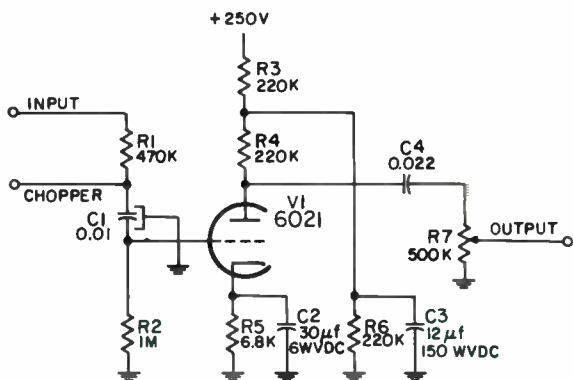 +250V
R3
220K
INPUT
R1
470K
R4
220K
C4
0.022
CHOPPER
V1
6021
C1
0.01
R7
500K
OUTPUT
R2
1M
R5
6.8K
C2
30µf
6WVDC
R6
220K
C3
12µf
150 WVDC